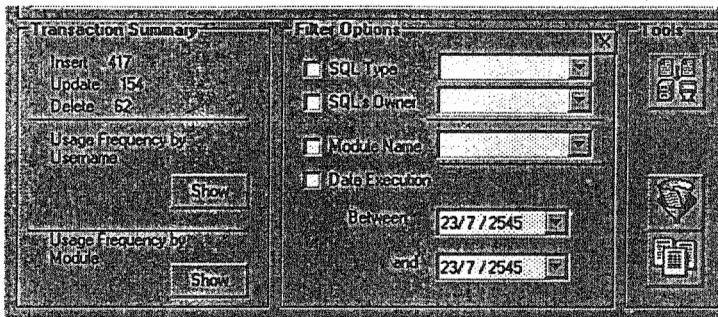 Transaction Summary
Insert 417
Update 154
Delete 62
Usage Frequency by
Username
Show
Usage Frequency by
Module
Show
Filter Options
SQL Type
SQL's Owner
Module Name
Date Execution
Between
23/ 7 / 2545
and
23/ 7 / 2545
Tools